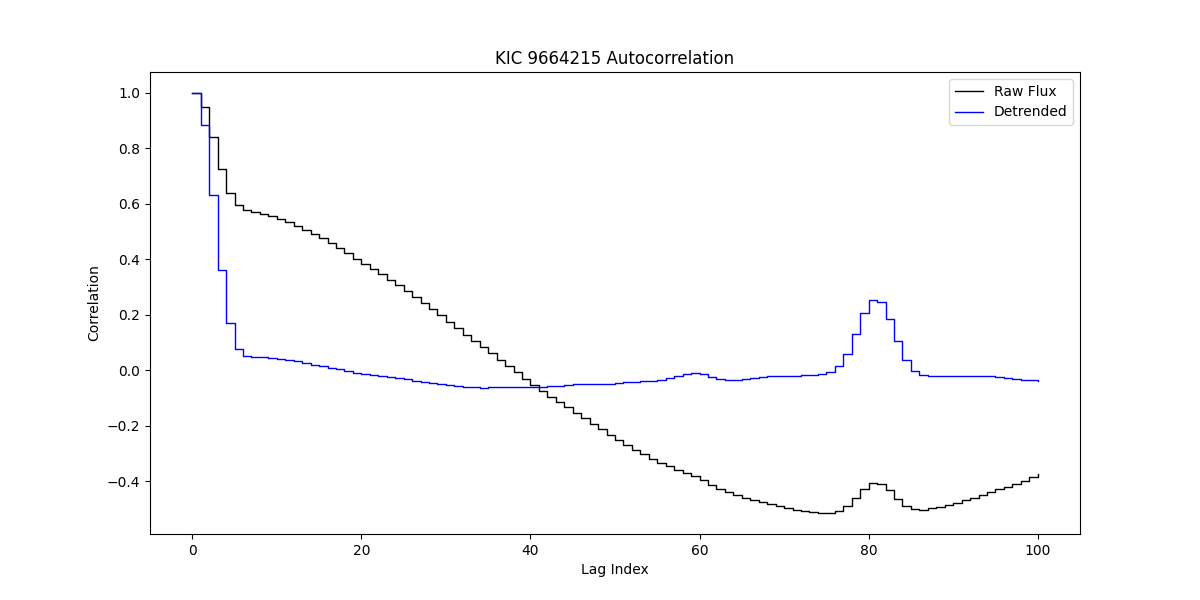 KIC 9664215 Autocorrelation
Raw Flux
Detrended
1.0
0.8
0.6
0.4
0.2
0.0
−0.2
−0.4
Correlation
0 20 40 60 80 100
Lag Index